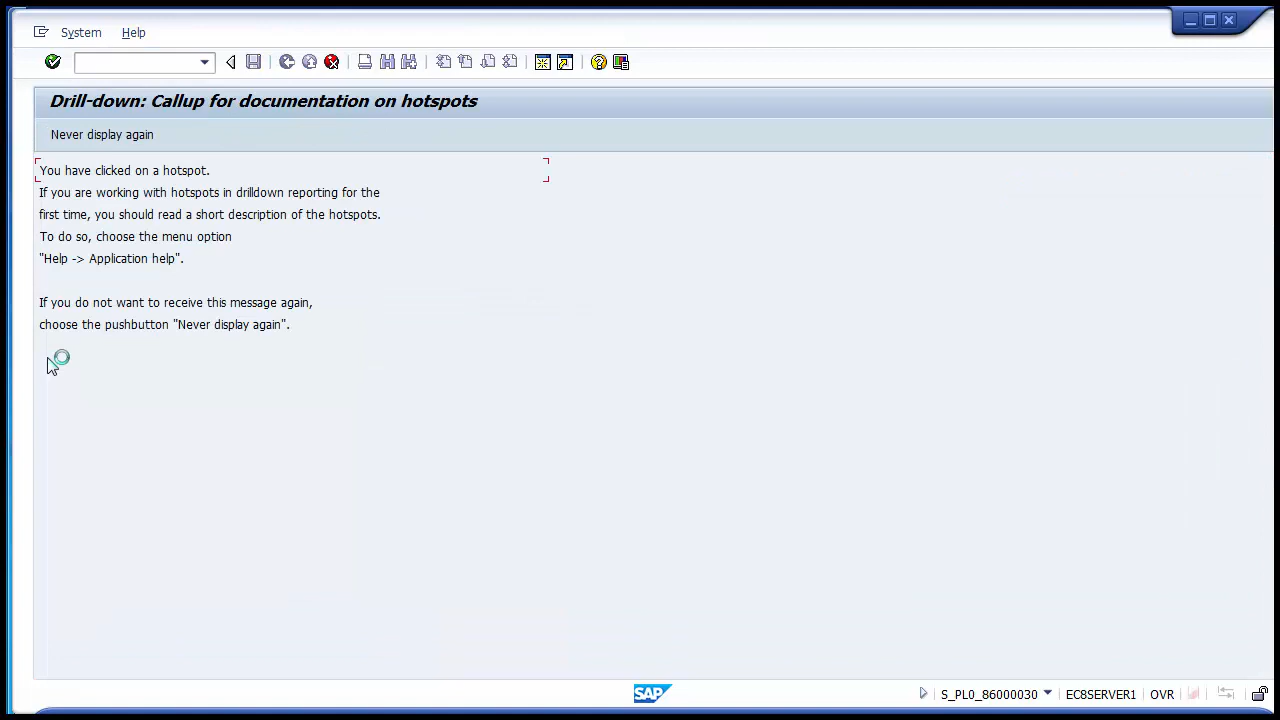 System Help
Drill-down: Callup for documentation on hotspots
Never display again
You have clicked on a hotspot.
If you are working with hotspots in drilldown reporting for the
first time, you should read a short description of the hotspots.
To do so, choose the menu option
"Help -> Application help".
If you do not want to receive this message again,
choose the pushbutton "Never display again".
SAP S_PL0_86000030 EC8SERVER1 OVR